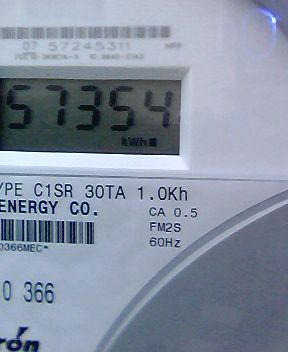 07 57245311
57354
kWh
YPE C1SR 30TA 1.0Kh
ENERGY CO.
CA 0.5
FM2S
60Hz
0366MEC*
0 366
rón